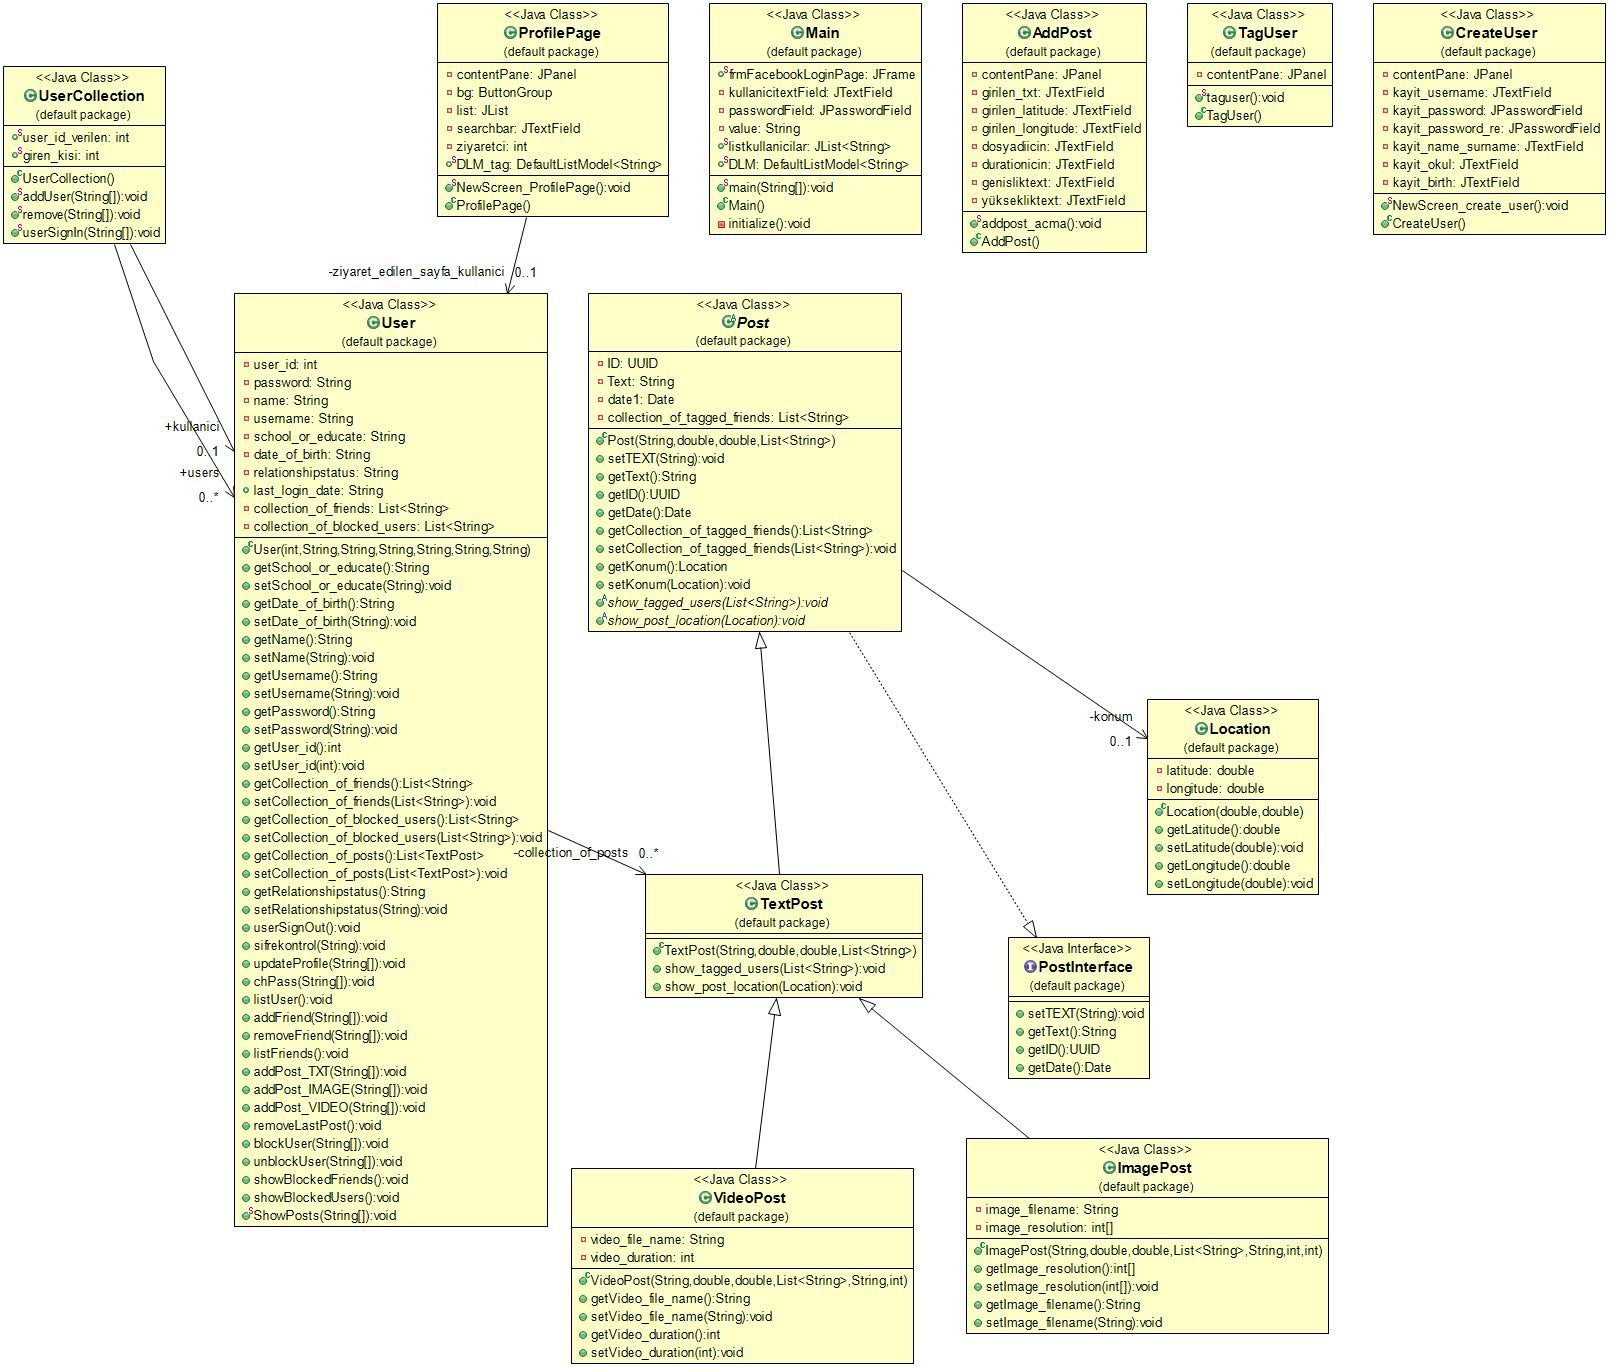 <<Java Class>>
UserCollection
(default package)
user_id_verilen: int
giren_kisi: int
UserCollection()
addUser(String[]):void
remove(String[]):void
userSignIn(String[]):void
<<Java Class>>
ProfilePage
(default package)
contentPane: JPanel
bg: ButtonGroup
list: JList
searchbar: JTextField
ziyaretci: int
DLM_tag: DefaultListModel<String>
NewScreen_ProfilePage():void
ProfilePage()
<<Java Class>>
Main
(default package)
frmFacebookLoginPage: JFrame
kullanicitextField: JTextField
passwordField: JPasswordField
value: String
listkullanicilar: JList<String>
DLM: DefaultListModel<String>
main(String[]):void
Main()
initialize():void
<<Java Class>>
AddPost
(default package)
contentPane: JPanel
girilen_txt: JTextField
girilen_latitude: JTextField
girilen_longitude: JTextField
dosyadiicin: JTextField
durationicin: JTextField
genisliktext: JTextField
yüksekliktext: JTextField
addpost_acma():void
AddPost()
<<Java Class>>
TagUser
(default package)
contentPane: JPanel
taguser():void
TagUser()
<<Java Class>>
CreateUser
(default package)
contentPane: JPanel
kayit_username: JTextField
kayit_password: JPasswordField
kayit_password_re: JPasswordField
kayit_name_surname: JTextField
kayit_okul: JTextField
kayit_birth: JTextField
NewScreen_create_user():void
CreateUser()
-ziyaret_edilen_sayfa_kullanici 0..1
+kullanici
0..1
+users
0..*
<<Java Class>>
User
(default package)
user_id: int
password: String
name: String
username: String
school_or_educate: String
date_of_birth: String
relationshipstatus: String
last_login_date: String
collection_of_friends: List<String>
collection_of_blocked_users: List<String>
User(int,String,String,String,String,String,String)
getSchool_or_educate():String
setSchool_or_educate(String):void
getDate_of_birth():String
setDate_of_birth(String):void
getName():String
setName(String):void
getUsername():String
setUsername(String):void
getPassword():String
setPassword(String):void
getUser_id():int
setUser_id(int):void
getCollection_of_friends():List<String>
setCollection_of_friends(List<String>):void
getCollection_of_blocked_users():List<String>
setCollection_of_blocked_users(List<String>):void
getCollection_of_posts():List<TextPost>
setCollection_of_posts(List<TextPost>):void
getRelationshipstatus():String
setRelationshipstatus(String):void
userSignOut():void
sifrekontrol(String):void
updateProfile(String[]):void
chPass(String[]):void
listUser():void
addFriend(String[]):void
removeFriend(String[]):void
listFriends():void
addPost_TXT(String[]):void
addPost_IMAGE(String[]):void
addPost_VIDEO(String[]):void
removeLastPost():void
blockUser(String[]):void
unblockUser(String[]):void
showBlockedFriends():void
showBlockedUsers():void
ShowPosts(String[]):void
<<Java Class>>
Post
(default package)
ID: UUID
Text: String
date1: Date
collection_of_tagged_friends: List<String>
Post(String,double,double,List<String>)
setTEXT(String):void
getText():String
getID():UUID
getDate():Date
getCollection_of_tagged_friends():List<String>
setCollection_of_tagged_friends(List<String>):void
getKonum():Location
setKonum(Location):void
show_tagged_users(List<String>):void
show_post_location(Location):void
-konum
0..1
<<Java Class>>
Location
(default package)
latitude: double
longitude: double
Location(double,double)
getLatitude():double
setLatitude(double):void
getLongitude():double
setLongitude(double):void
-collection_of_posts 0..*
<<Java Class>>
TextPost
(default package)
TextPost(String,double,double,List<String>)
show_tagged_users(List<String>):void
show_post_location(Location):void
<<Java Interface>>
PostInterface
(default package)
setTEXT(String):void
getText():String
getID():UUID
getDate():Date
<<Java Class>>
VideoPost
(default package)
video_file_name: String
video_duration: int
VideoPost(String,double,double,List<String>,String,int)
getVideo_file_name():String
setVideo_file_name(String):void
getVideo_duration():int
setVideo_duration(int):void
<<Java Class>>
ImagePost
(default package)
image_filename: String
image_resolution: int[]
ImagePost(String,double,double,List<String>,String,int,int)
getImage_resolution():int[]
setImage_resolution(int[]):void
getImage_filename():String
setImage_filename(String):void